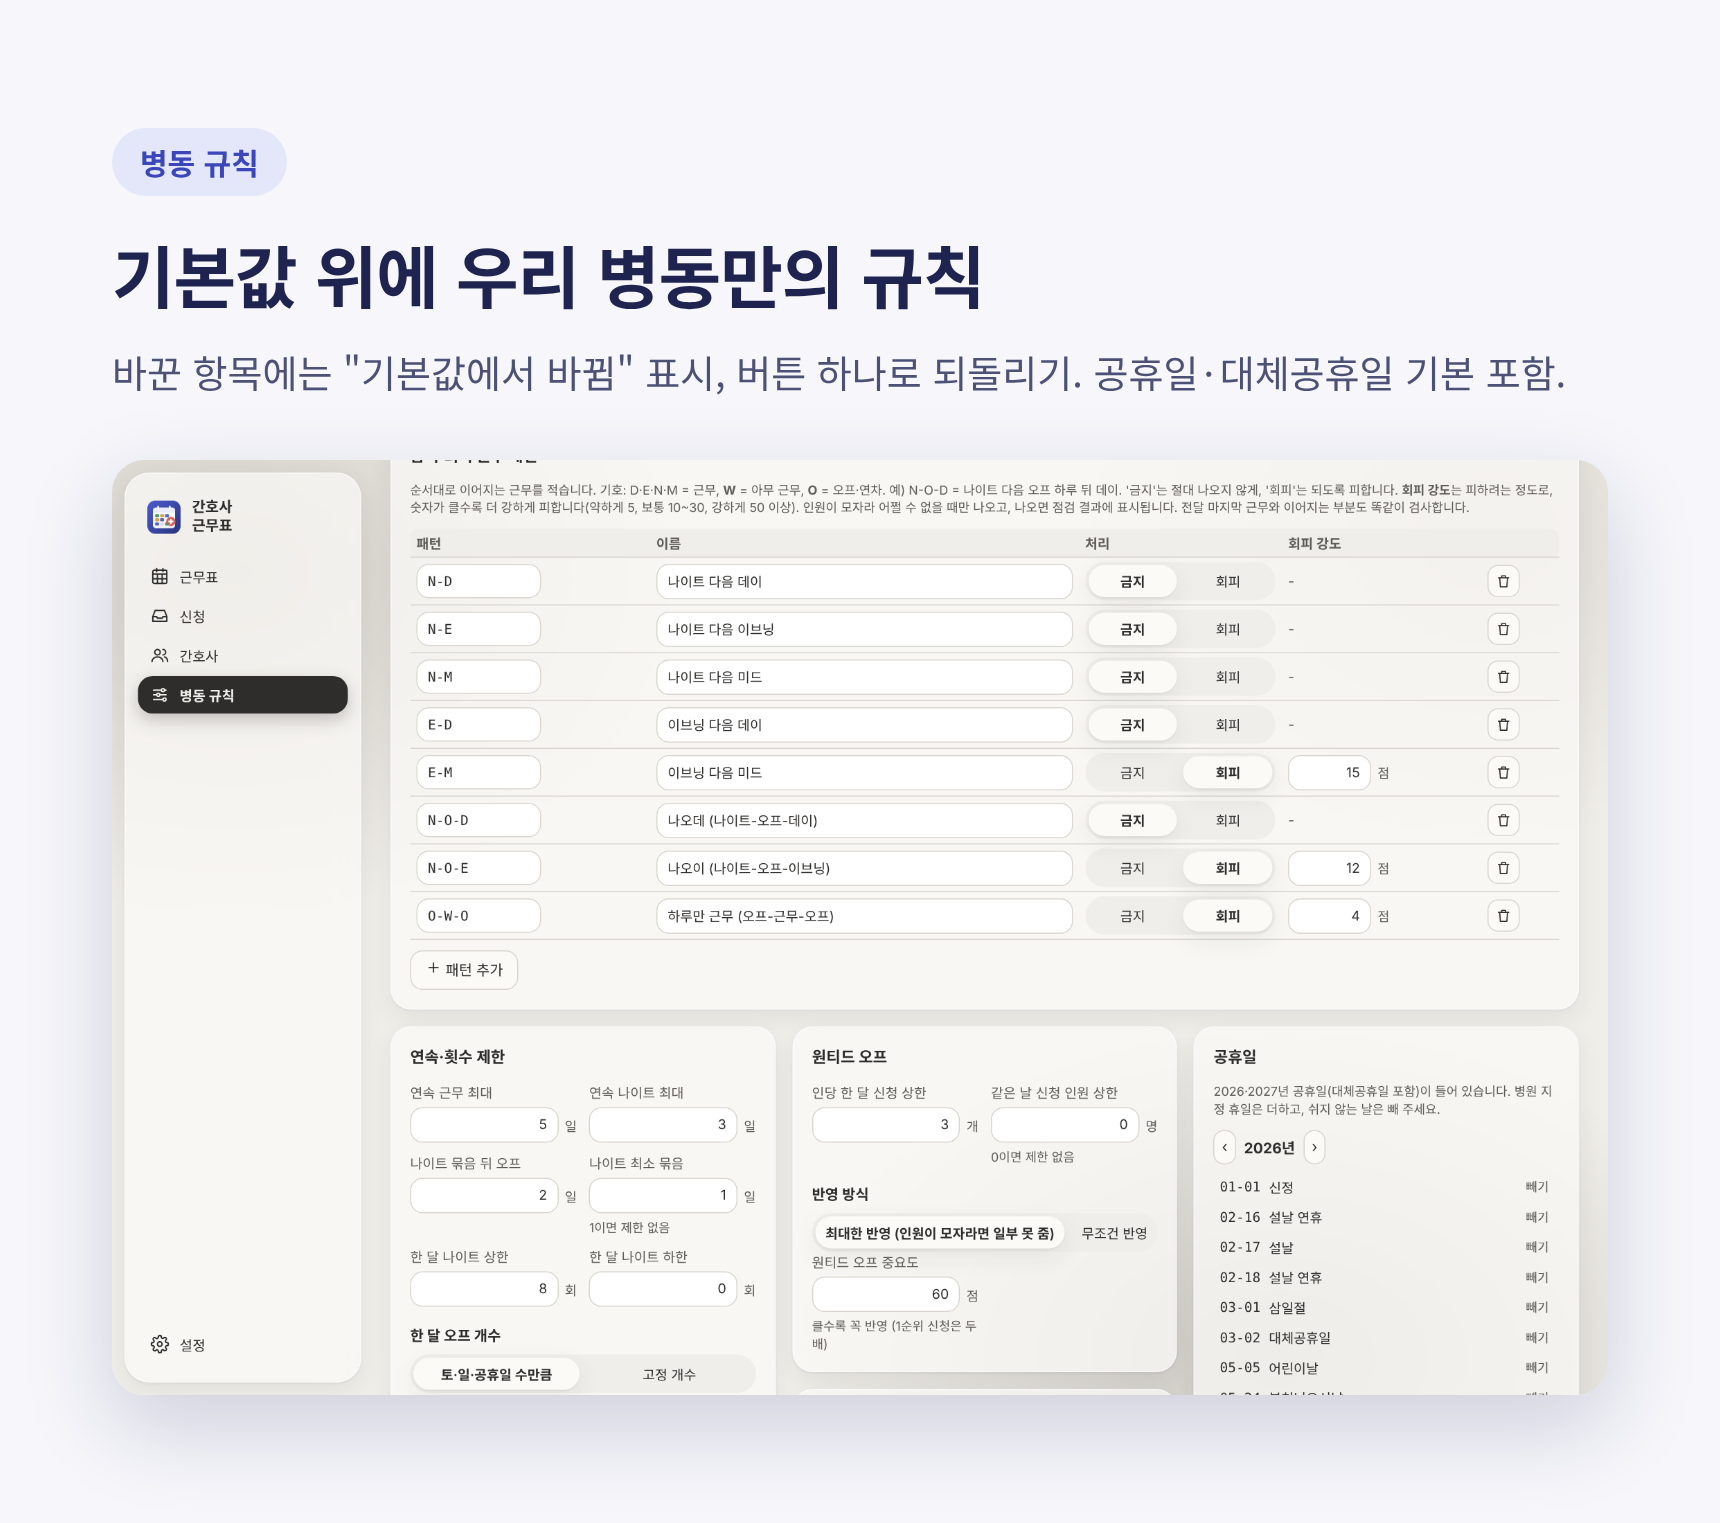 병동 규칙
기본값 위에 우리 병동만의 규칙
바꾼 항목에는 "기본값에서 바뀜" 표시, 버튼 하나로 되돌리기. 공휴일·대체공휴일 기본 포함.
간호사
근무표
근무표
신청
간호사
병동 규칙
설정
순서대로 이어지는 근무를 적습니다. 기호: D·E·N·M = 근무, W = 아무 근무, O = 오프·연차. 예) N-O-D = 나이트 다음 오프 하루 뒤 데이. '금지'는 절대 나오지 않게, '회피'는 되도록 피합니다. 회피 강도는 피하려는 정도로,
숫자가 클수록 더 강하게 피합니다(약하게 5, 보통 10~30, 강하게 50 이상). 인원이 모자라 어쩔 수 없을 때만 나오고, 나오면 점검 결과에 표시됩니다. 전달 마지막 근무와 이어지는 부분도 똑같이 검사합니다.
패턴 이름 처리 회피 강도
N-D 나이트 다음 데이 금지 회피 -
N-E 나이트 다음 이브닝 금지 회피 -
N-M 나이트 다음 미드 금지 회피 -
E-D 이브닝 다음 데이 금지 회피 -
E-M 이브닝 다음 미드 금지 회피 15 점
N-O-D 나오데 (나이트-오프-데이) 금지 회피 -
N-O-E 나오이 (나이트-오프-이브닝) 금지 회피 12 점
O-W-O 하루만 근무 (오프-근무-오프) 금지 회피 4 점
+ 패턴 추가
연속·횟수 제한
연속 근무 최대 연속 나이트 최대
5 일 3 일
나이트 묶음 뒤 오프 나이트 최소 묶음
2 일 1 일
1이면 제한 없음
한 달 나이트 상한 한 달 나이트 하한
8 회 0 회
한 달 오프 개수
토·일·공휴일 수만큼 고정 개수
원티드 오프
인당 한 달 신청 상한 같은 날 신청 인원 상한
3 개 0 명
0이면 제한 없음
반영 방식
최대한 반영 (인원이 모자라면 일부 못 줌) 무조건 반영
원티드 오프 중요도
60 점
클수록 꼭 반영 (1순위 신청은 두
배)
공휴일
2026·2027년 공휴일(대체공휴일 포함)이 들어 있습니다. 병원 지
정 휴일은 더하고, 쉬지 않는 날은 빼 주세요.
‹ 2026년 ›
01-01 신정 빼기
02-16 설날 연휴 빼기
02-17 설날 빼기
02-18 설날 연휴 빼기
03-01 삼일절 빼기
03-02 대체공휴일 빼기
05-05 어린이날 빼기